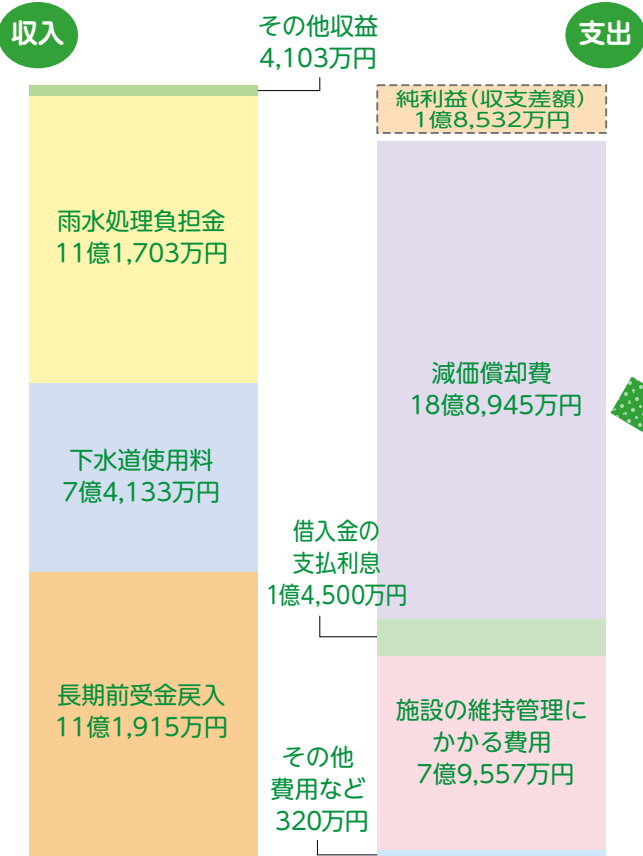 収入
その他収益
4,103万円
雨水処理負担金
11億1,703万円
下水道使用料
7億4,133万円
長期前受金戻入
11億1,915万円
支出
純利益(収支差額)
1億8,532万円
減価償却費
18億8,945万円
借入金の
支払利息
1億4,500万円
施設の維持管理に
かかる費用
7億9,557万円
その他
費用など
320万円